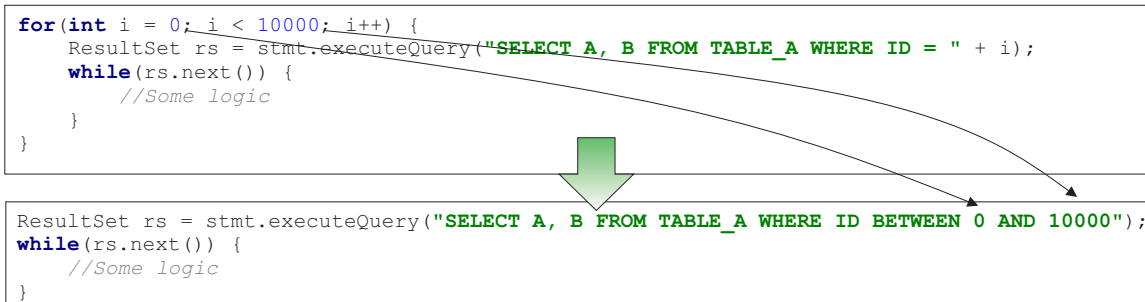 for(int i = 0; i < 10000; i++) {
    ResultSet rs = stmt.executeQuery("SELECT A, B FROM TABLE_A WHERE ID = " + i);
    while(rs.next()) {
        //Some logic
    }
}
ResultSet rs = stmt.executeQuery("SELECT A, B FROM TABLE_A WHERE ID BETWEEN 0 AND 10000");
while(rs.next()) {
    //Some logic
}